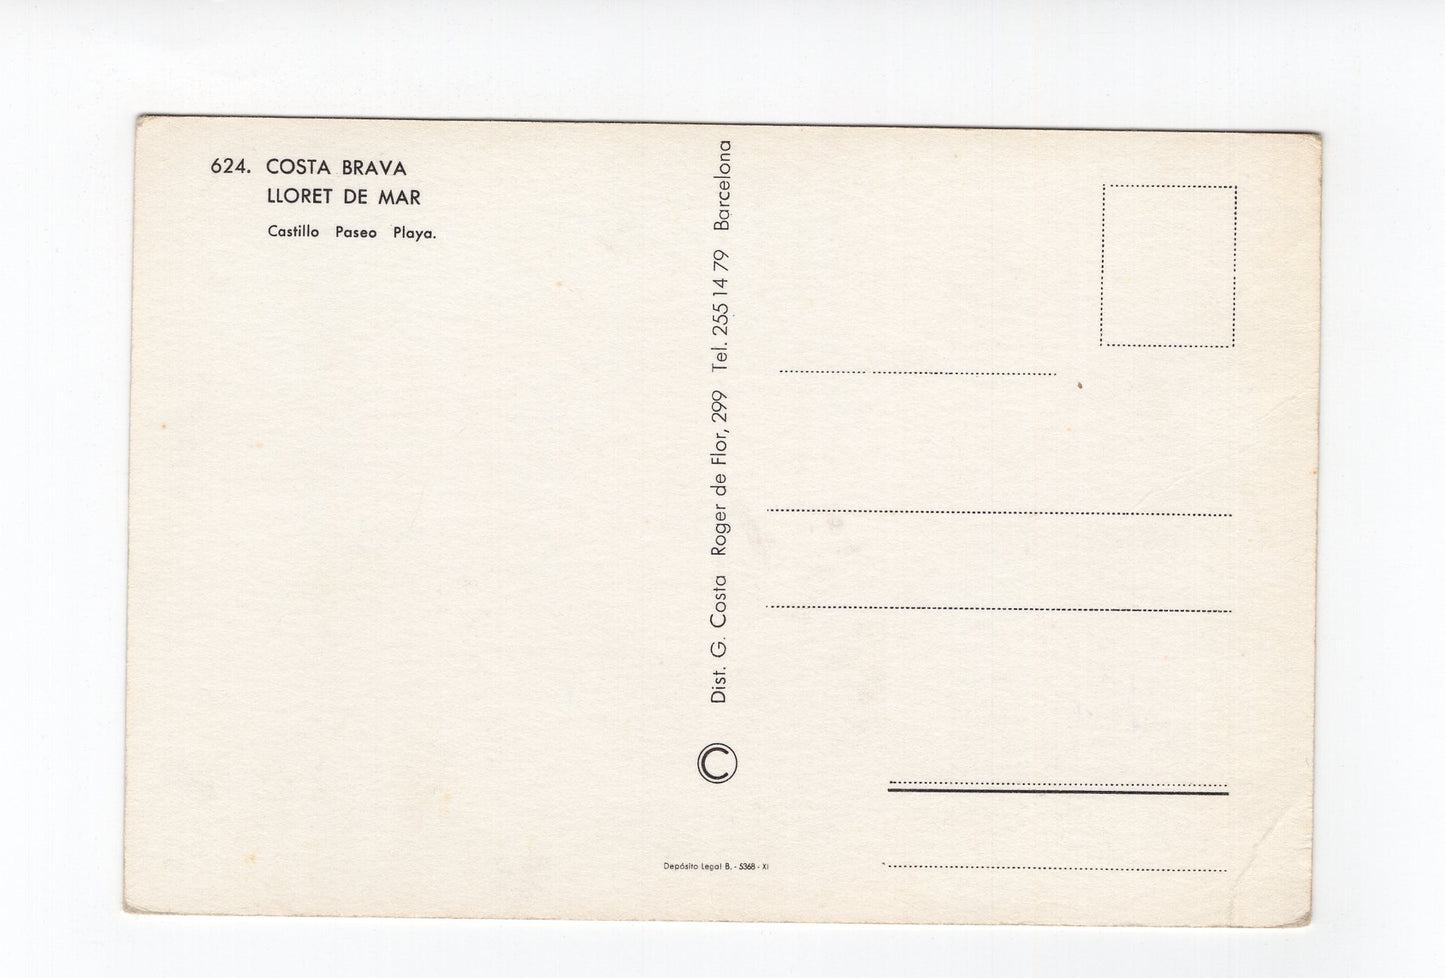 624. COSTA BRAVA
LLORET DE MAR
Castillo Paseo Playa.
Dist. G. Costa Roger de Flor, 299 Tel. 255 14 79 Barcelona
©
Depósito Legal B. - 5368 - XI